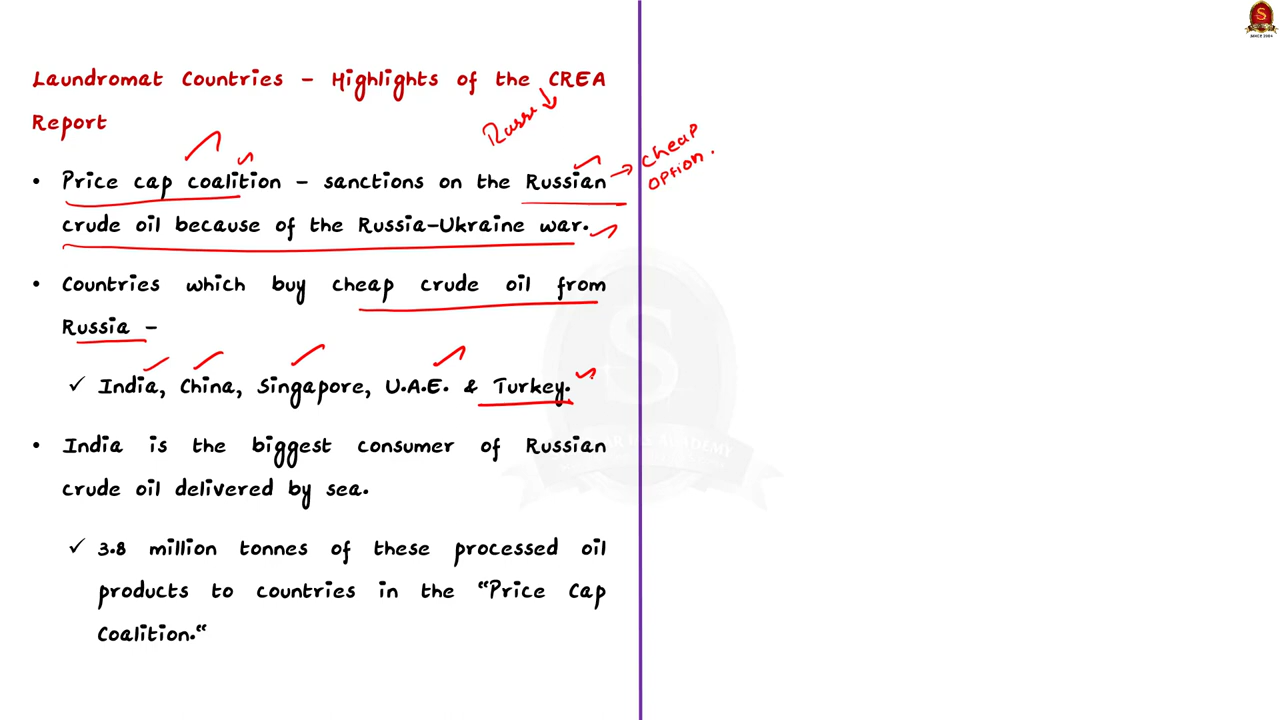 Laundromat Countries – Highlights of the CREA
Report
Russi
• Price cap coalition – sanctions on the Russian
crude oil because of the Russia-Ukraine war.
cheap
option.
• Countries which buy cheap crude oil from
Russia –
✓ India, China, Singapore, U.A.E. & Turkey.
• India is the biggest consumer of Russian
crude oil delivered by sea.
✓ 3.8 million tonnes of these processed oil
products to countries in the “Price Cap
Coalition.“
S
SINCE 2004